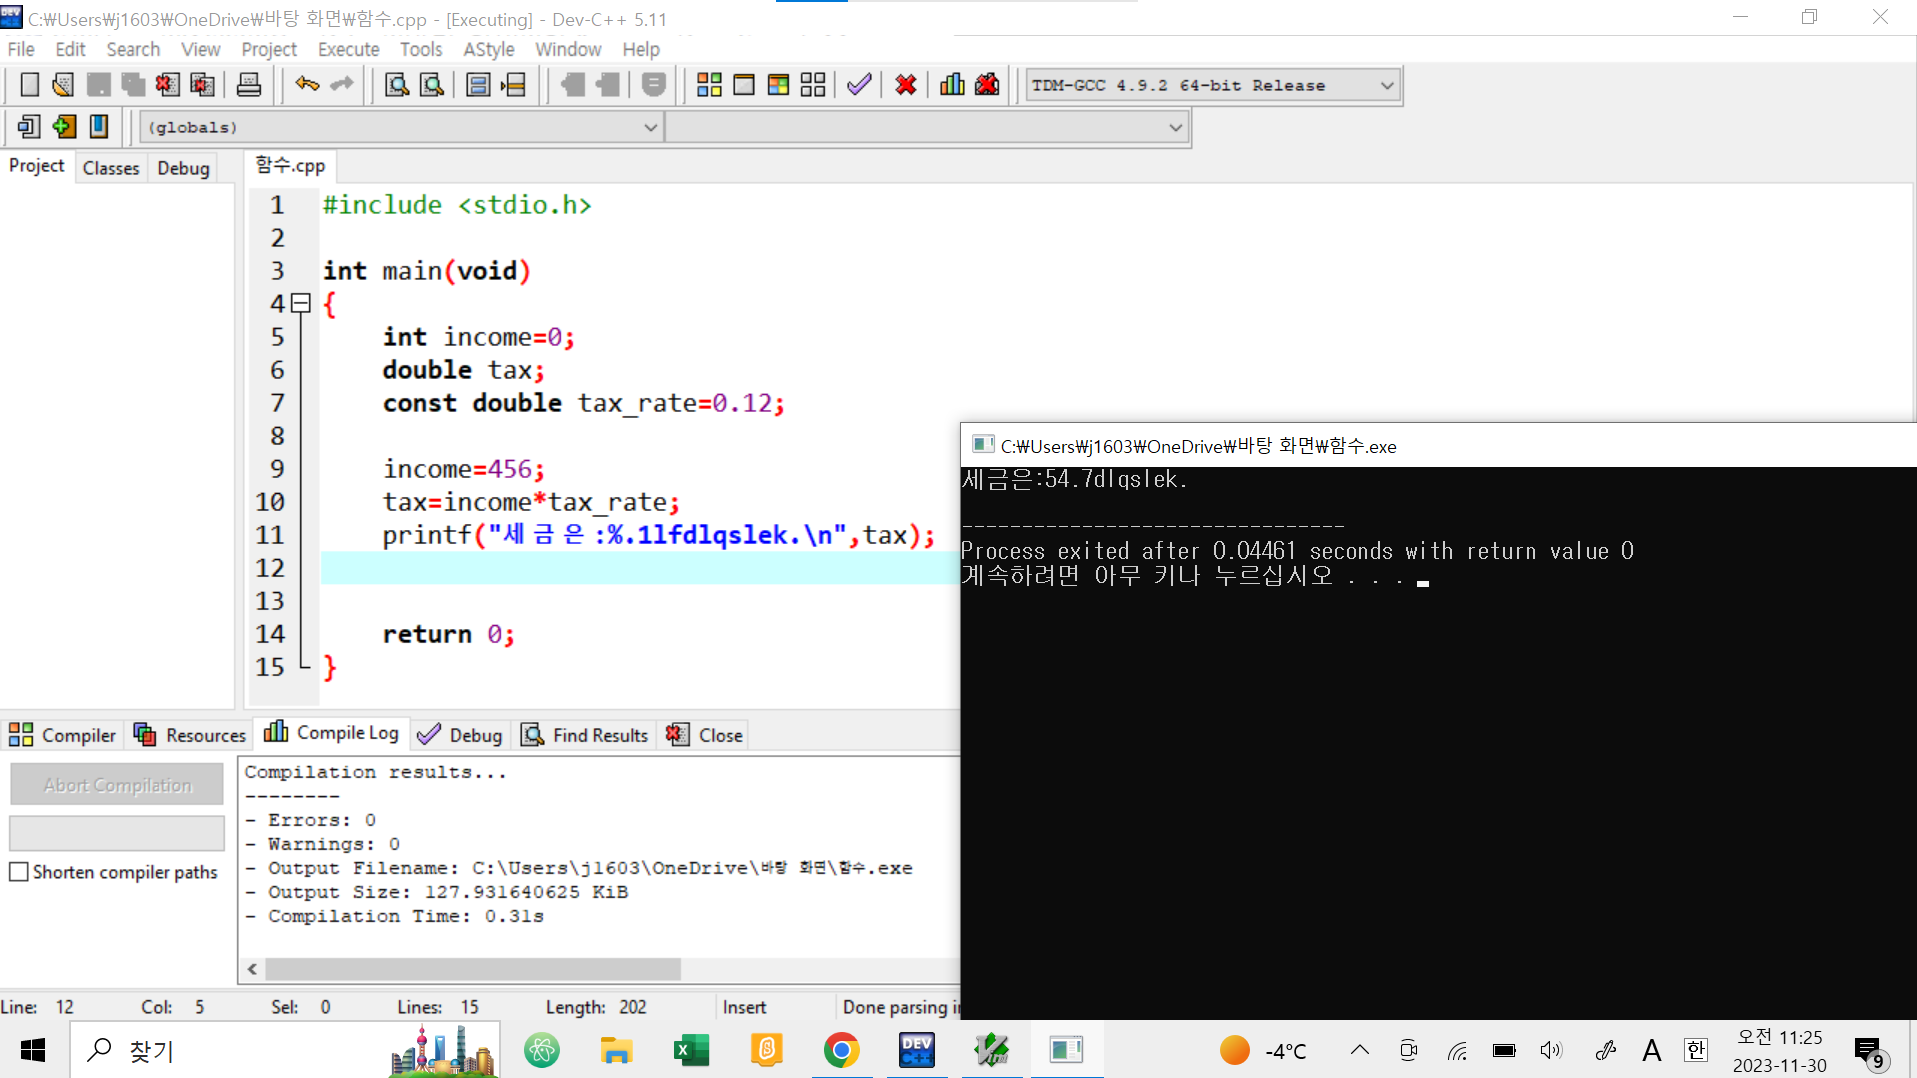 C:₩Users₩j1603₩OneDrive₩바탕 화면₩함수.cpp - [Executing] - Dev-C++ 5.11
File Edit Search View Project Execute Tools AStyle Window Help
TDM-GCC 4.9.2 64-bit Release
(globals)
Project Classes Debug
함수.cpp
1 #include <stdio.h>
2
3 int main(void)
4 {
5 int income=0;
6 double tax;
7 const double tax_rate=0.12;
8
9 income=456;
10 tax=income*tax_rate;
11 printf("세금은:%.1lfdlqslek.\n",tax);
12
13
14 return 0;
15 }
C:₩Users₩j1603₩OneDrive₩바탕 화면₩함수.exe
세금은:54.7dlqslek.
--------------------------------
Process exited after 0.04461 seconds with return value 0
계속하려면 아무 키나 누르십시오 . . .
Compiler Resources Compile Log Debug Find Results Close
Abort Compilation
Shorten compiler paths
Compilation results...
--------
- Errors: 0
- Warnings: 0
- Output Filename: C:\Users\j1603\OneDrive\바탕 화면\함수.exe
- Output Size: 127.931640625 KiB
- Compilation Time: 0.31s
Line: 12 Col: 5 Sel: 0 Lines: 15 Length: 202 Insert Done parsing in
찾기
DEV C++
-4°C
A
한
오전 11:25
2023-11-30
9